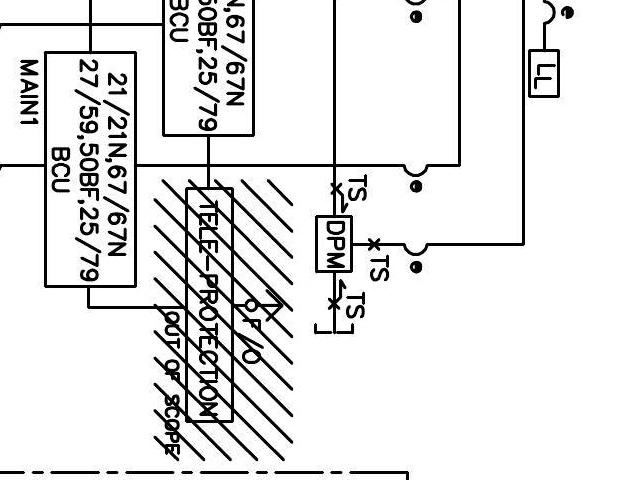 N,67/67N
50BF,25/79
BCU
MAIN1
21/21N,67/67N
27/59,50BF,25/79
BCU
LL
TS
DPM
TS
TS
TELE-PROTECTION
F/O
OUT OF SCOPE